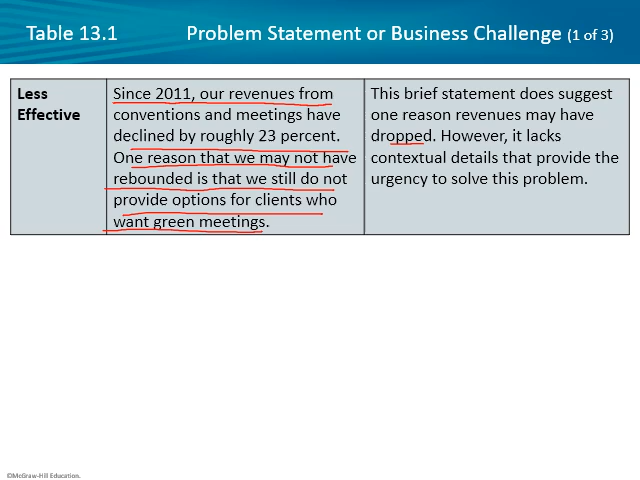 Table 13.1 Problem Statement or Business Challenge (1 of 3)
Less
Effective
Since 2011, our revenues from
conventions and meetings have
declined by roughly 23 percent.
One reason that we may not have
rebounded is that we still do not
provide options for clients who
want green meetings.
This brief statement does suggest
one reason revenues may have
dropped. However, it lacks
contextual details that provide the
urgency to solve this problem.
©McGraw-Hill Education.